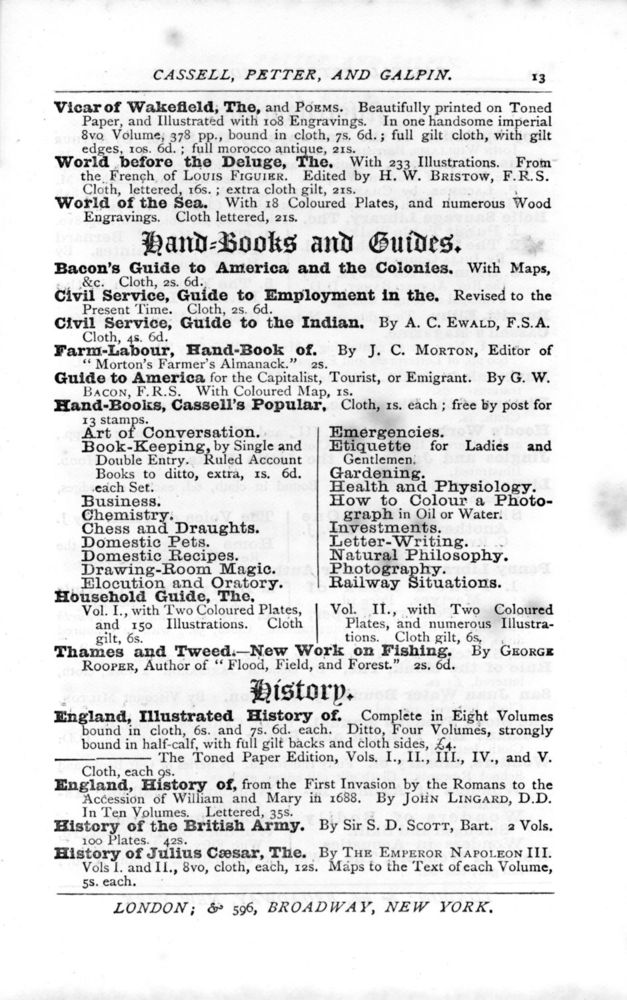 CASSELL, PETTER, AND GALPIN. 13
Vicar of Wakefield, The, and POEMS. Beautifully printed on Toned
Paper, and Illustrated with 108 Engravings. In one handsome imperial
8vo Volume, 378 pp., bound in cloth, 7s. 6d.; full gilt cloth, with gilt
edges, 10s. 6d.; full morocco antique, 21s.
World before the Deluge, The. With 233 Illustrations. From
the French of LOUIS FIGUIER. Edited by H. W. BRISTOW, F.R.S.
Cloth, lettered, 16s.; extra cloth gilt, 21s.
World of the Sea. With 18 Coloured Plates, and numerous Wood
Engravings. Cloth lettered, 21s.
Hand-Books and Guides.
Bacon's Guide to America and the Colonies. With Maps,
&c. Cloth, 2s. 6d.
Civil Service, Guide to Employment in the. Revised to the
Present Time. Cloth, 2s. 6d.
Civil Service, Guide to the Indian. By A. C. EWALD, F.S.A.
Cloth, 4s. 6d.
Farm-Labour, Hand-Book of. By J. C. MORTON, Editor of
"Morton's Farmer's Almanack." 2s.
Guide to America for the Capitalist, Tourist, or Emigrant. By G. W.
BACON, F.R.S. With Coloured Map, 1s.
Hand-Books, Cassell's Popular. Cloth, 1s. each; free by post for
13 stamps.
Art of Conversation.
Book-Keeping, by Single and
Double Entry. Ruled Account
Books to ditto, extra, 1s. 6d.
each Set.
Business.
Chemistry.
Chess and Draughts.
Domestic Pets.
Domestic Recipes.
Drawing-Room Magic.
Elocution and Oratory.
Emergencies.
Etiquette for Ladies and
Gentlemen.
Gardening.
Health and Physiology.
How to Colour a Photo-
graph in Oil or Water.
Investments.
Letter-Writing.
Natural Philosophy.
Photography.
Railway Situations.
Household Guide, The.
Vol. I., with Two Coloured Plates,
and 150 Illustrations. Cloth
gilt, 6s.
Vol. II., with Two Coloured
Plates, and numerous Illustra-
tions. Cloth gilt, 6s.
Thames and Tweed.—New Work on Fishing. By GEORGE
ROOPER, Author of "Flood, Field, and Forest." 2s. 6d.
History.
England, Illustrated History of. Complete in Eight Volumes
bound in cloth, 6s. and 7s. 6d. each. Ditto, Four Volumes, strongly
bound in half-calf, with full gilt backs and cloth sides, £4.
——— The Toned Paper Edition, Vols. I., II., III., IV., and V.
Cloth, each 9s.
England, History of, from the First Invasion by the Romans to the
Accession of William and Mary in 1688. By JOHN LINGARD, D.D.
In Ten Volumes. Lettered, 35s.
History of the British Army. By Sir S. D. SCOTT, Bart. 2 Vols.
100 Plates. 42s.
History of Julius Cæsar, The. By THE EMPEROR NAPOLEON III.
Vols I. and II., 8vo, cloth, each, 12s. Maps to the Text of each Volume,
5s. each.
LONDON; & 596, BROADWAY, NEW YORK.